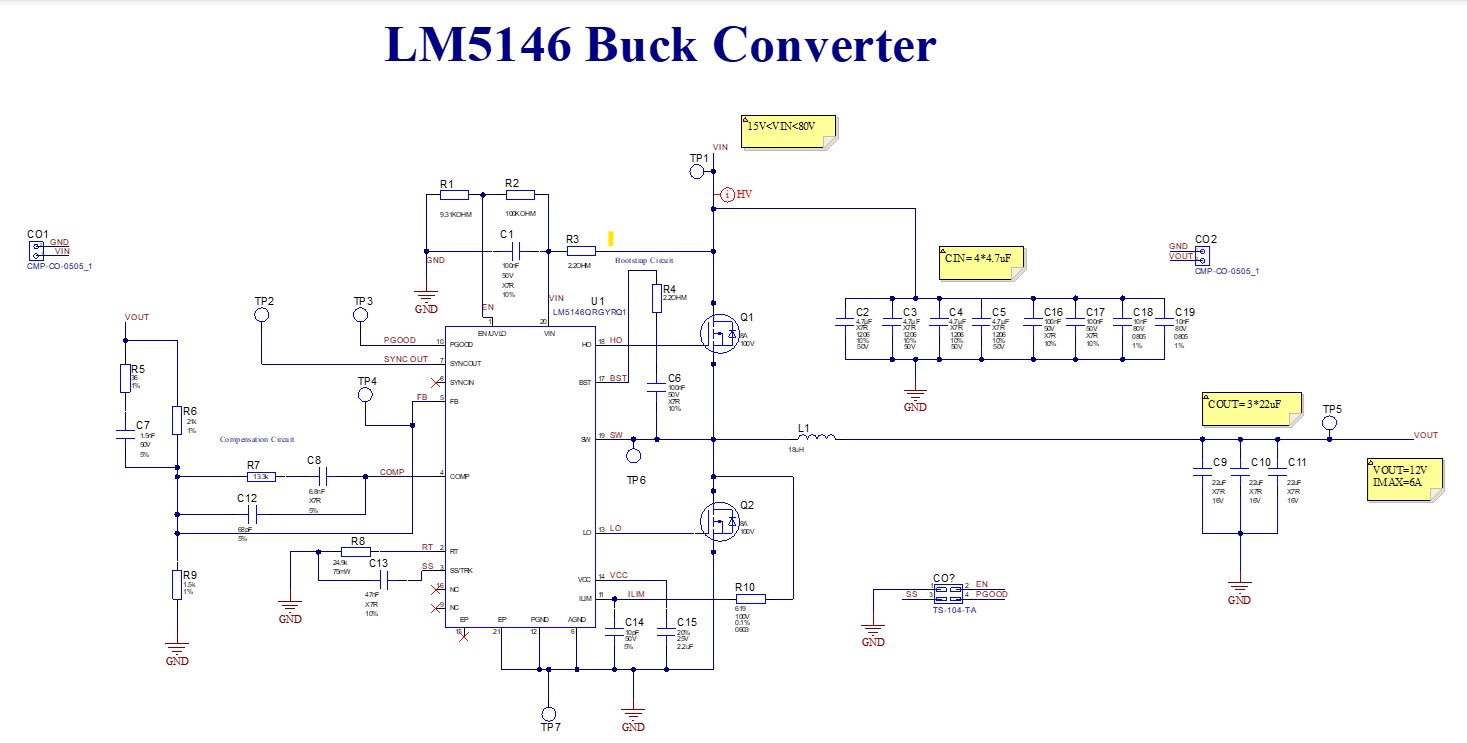 LM5146 Buck Converter
15V<VIN<80V
VIN
TP1
HV
R1
9.31KOHM
R2
100KOHM
C1
100nF
50V
X7R
10%
R3
2.2OHM
GND
GND
EN
VIN
CO1
GND
VIN
CMP-CO-0505_1
CO2
GND
VOUT
CMP-CO-0505_1
CIN= 4*4.7uF
Bootstrap Circuit
R4
2.2OHM
U1
LM5146QRGYRQ1
TP2
TP3
TP4
PGOOD
SYNCOUT
FB
COMP
RT
SS
10
7
8
5
4
2
3
16
9
1
20
EN/UVLO
VIN
PGOOD
SYNCOUT
SYNCIN
FB
COMP
RT
SS/TRK
NC
NC
HO
BST
SW
LO
VCC
ILIM
EP
EP
PGND
AGND
15
21
12
6
18
17
19
13
14
11
HO
BST
SW
LO
VCC
ILIM
Q1
8A
100V
C6
100nF
50V
X7R
10%
C2
4.7uF
X7R
1206
10%
50V
C3
4.7uF
X7R
1206
10%
50V
C4
4.7uF
X7R
1206
10%
50V
C5
4.7uF
X7R
1206
10%
50V
C16
100nF
50V
X7R
10%
C17
100nF
50V
X7R
10%
C18
10nF
80V
0805
1%
C19
10nF
80V
0805
1%
GND
VOUT
R5
36
1%
C7
1.5nF
50V
5%
R6
21k
1%
Compensation Circuit
R7
13.3k
C8
6.8nF
X7R
5%
C12
68pF
5%
R9
1.5k
1%
GND
R8
24.9k
75mW
C13
47nF
X7R
10%
GND
TP6
L1
18uH
Q2
8A
100V
R10
619
100V
0.1%
0603
C14
10pF
50V
5%
C15
20%
25V
2.2uF
TP7
GND
COUT= 3*22uF
TP5
VOUT
VOUT=12V
IMAX=6A
C9
22uF
X7R
16V
C10
22uF
X7R
16V
C11
22uF
X7R
16V
GND
CO?
1
2
3
4
EN
SS
PGOOD
TS-104-T-A
GND